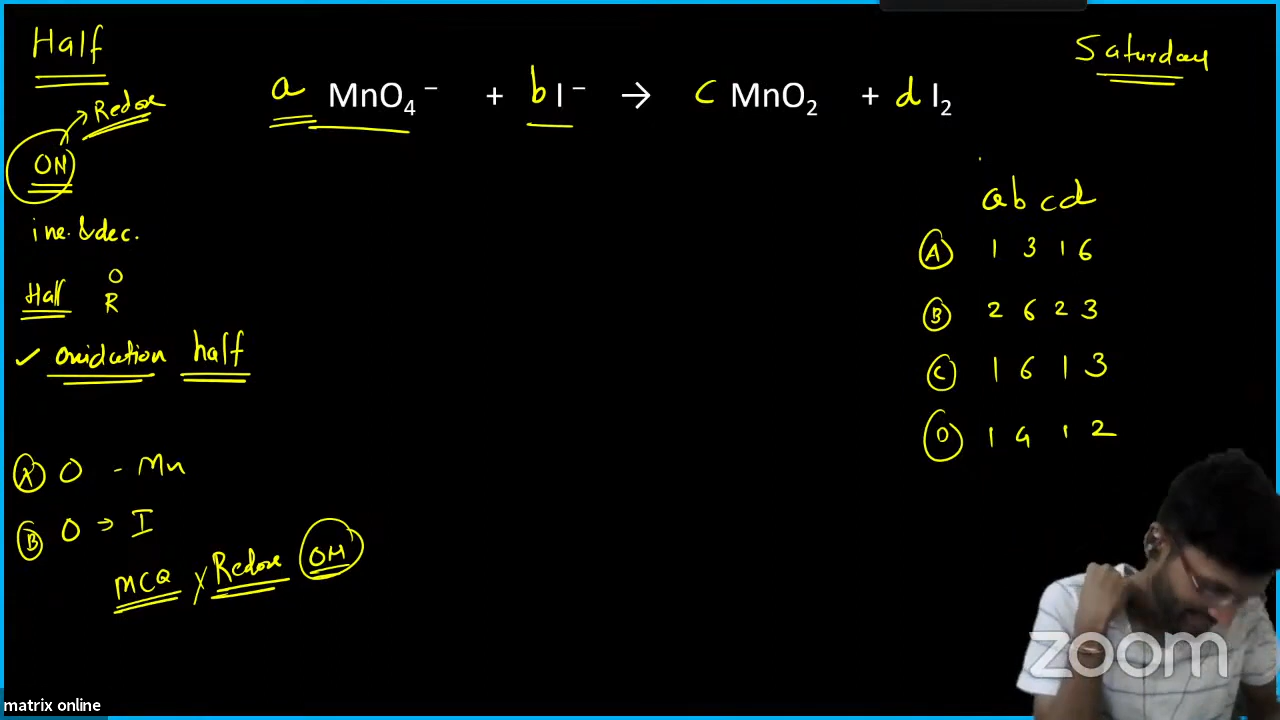 Half
Saturday
a MnO₄⁻ + b I⁻ → c MnO₂ + d I₂
Redox
ON
inc. & dec.
Half O
R
✓ oxidation half
a b c d
A 1 3 1 6
B 2 6 2 3
C 1 6 1 3
D 1 4 1 2
A O - Mn
B O → I
MCQ Redox
zoom
matrix online